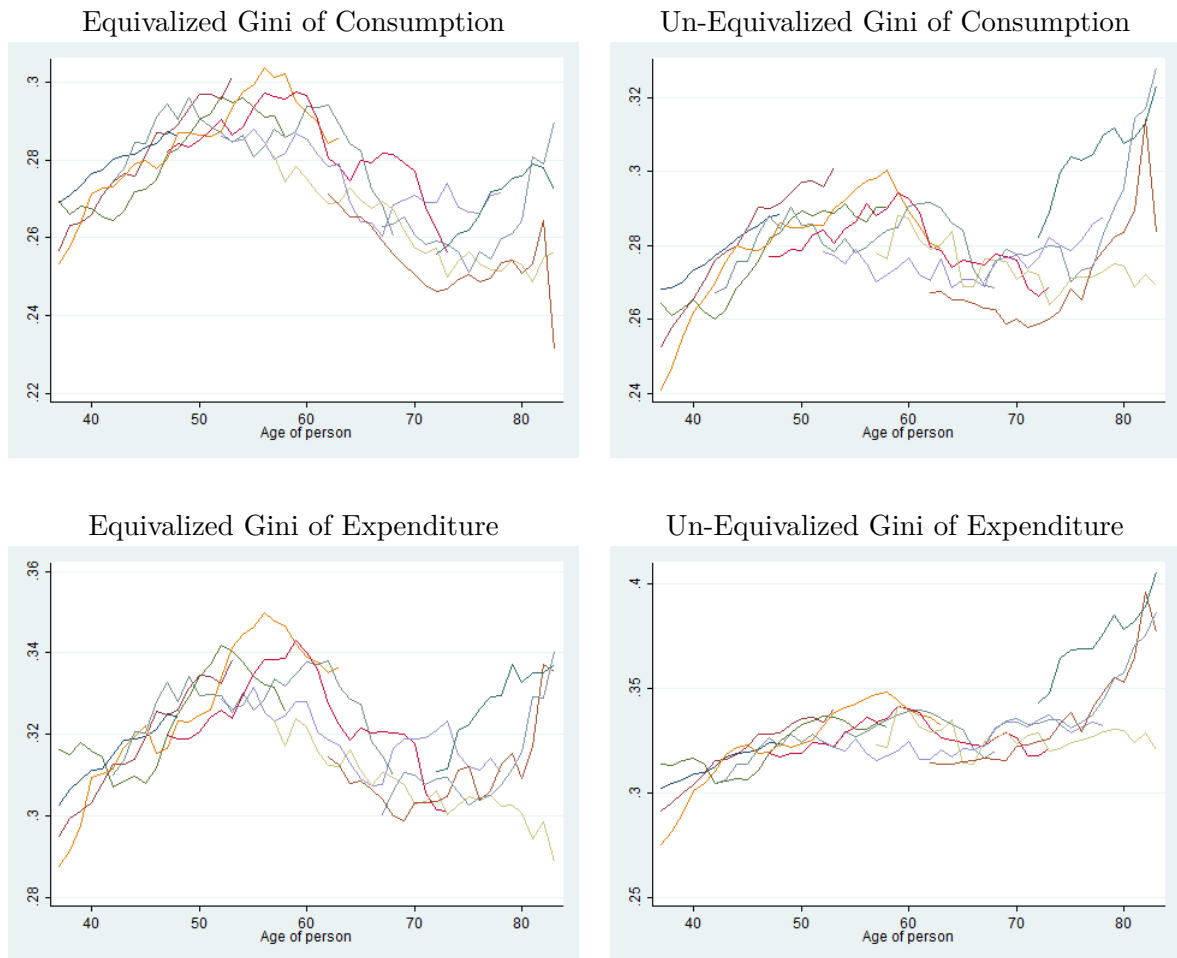 Equivalized Gini of Consumption
Un-Equivalized Gini of Consumption
.3
.28
.26
.24
.22
40 50 60 70 80
Age of person
.32
.3
.28
.26
.24
40 50 60 70 80
Age of person
Equivalized Gini of Expenditure
Un-Equivalized Gini of Expenditure
.36
.34
.32
.3
.28
40 50 60 70 80
Age of person
.4
.35
.3
.25
40 50 60 70 80
Age of person